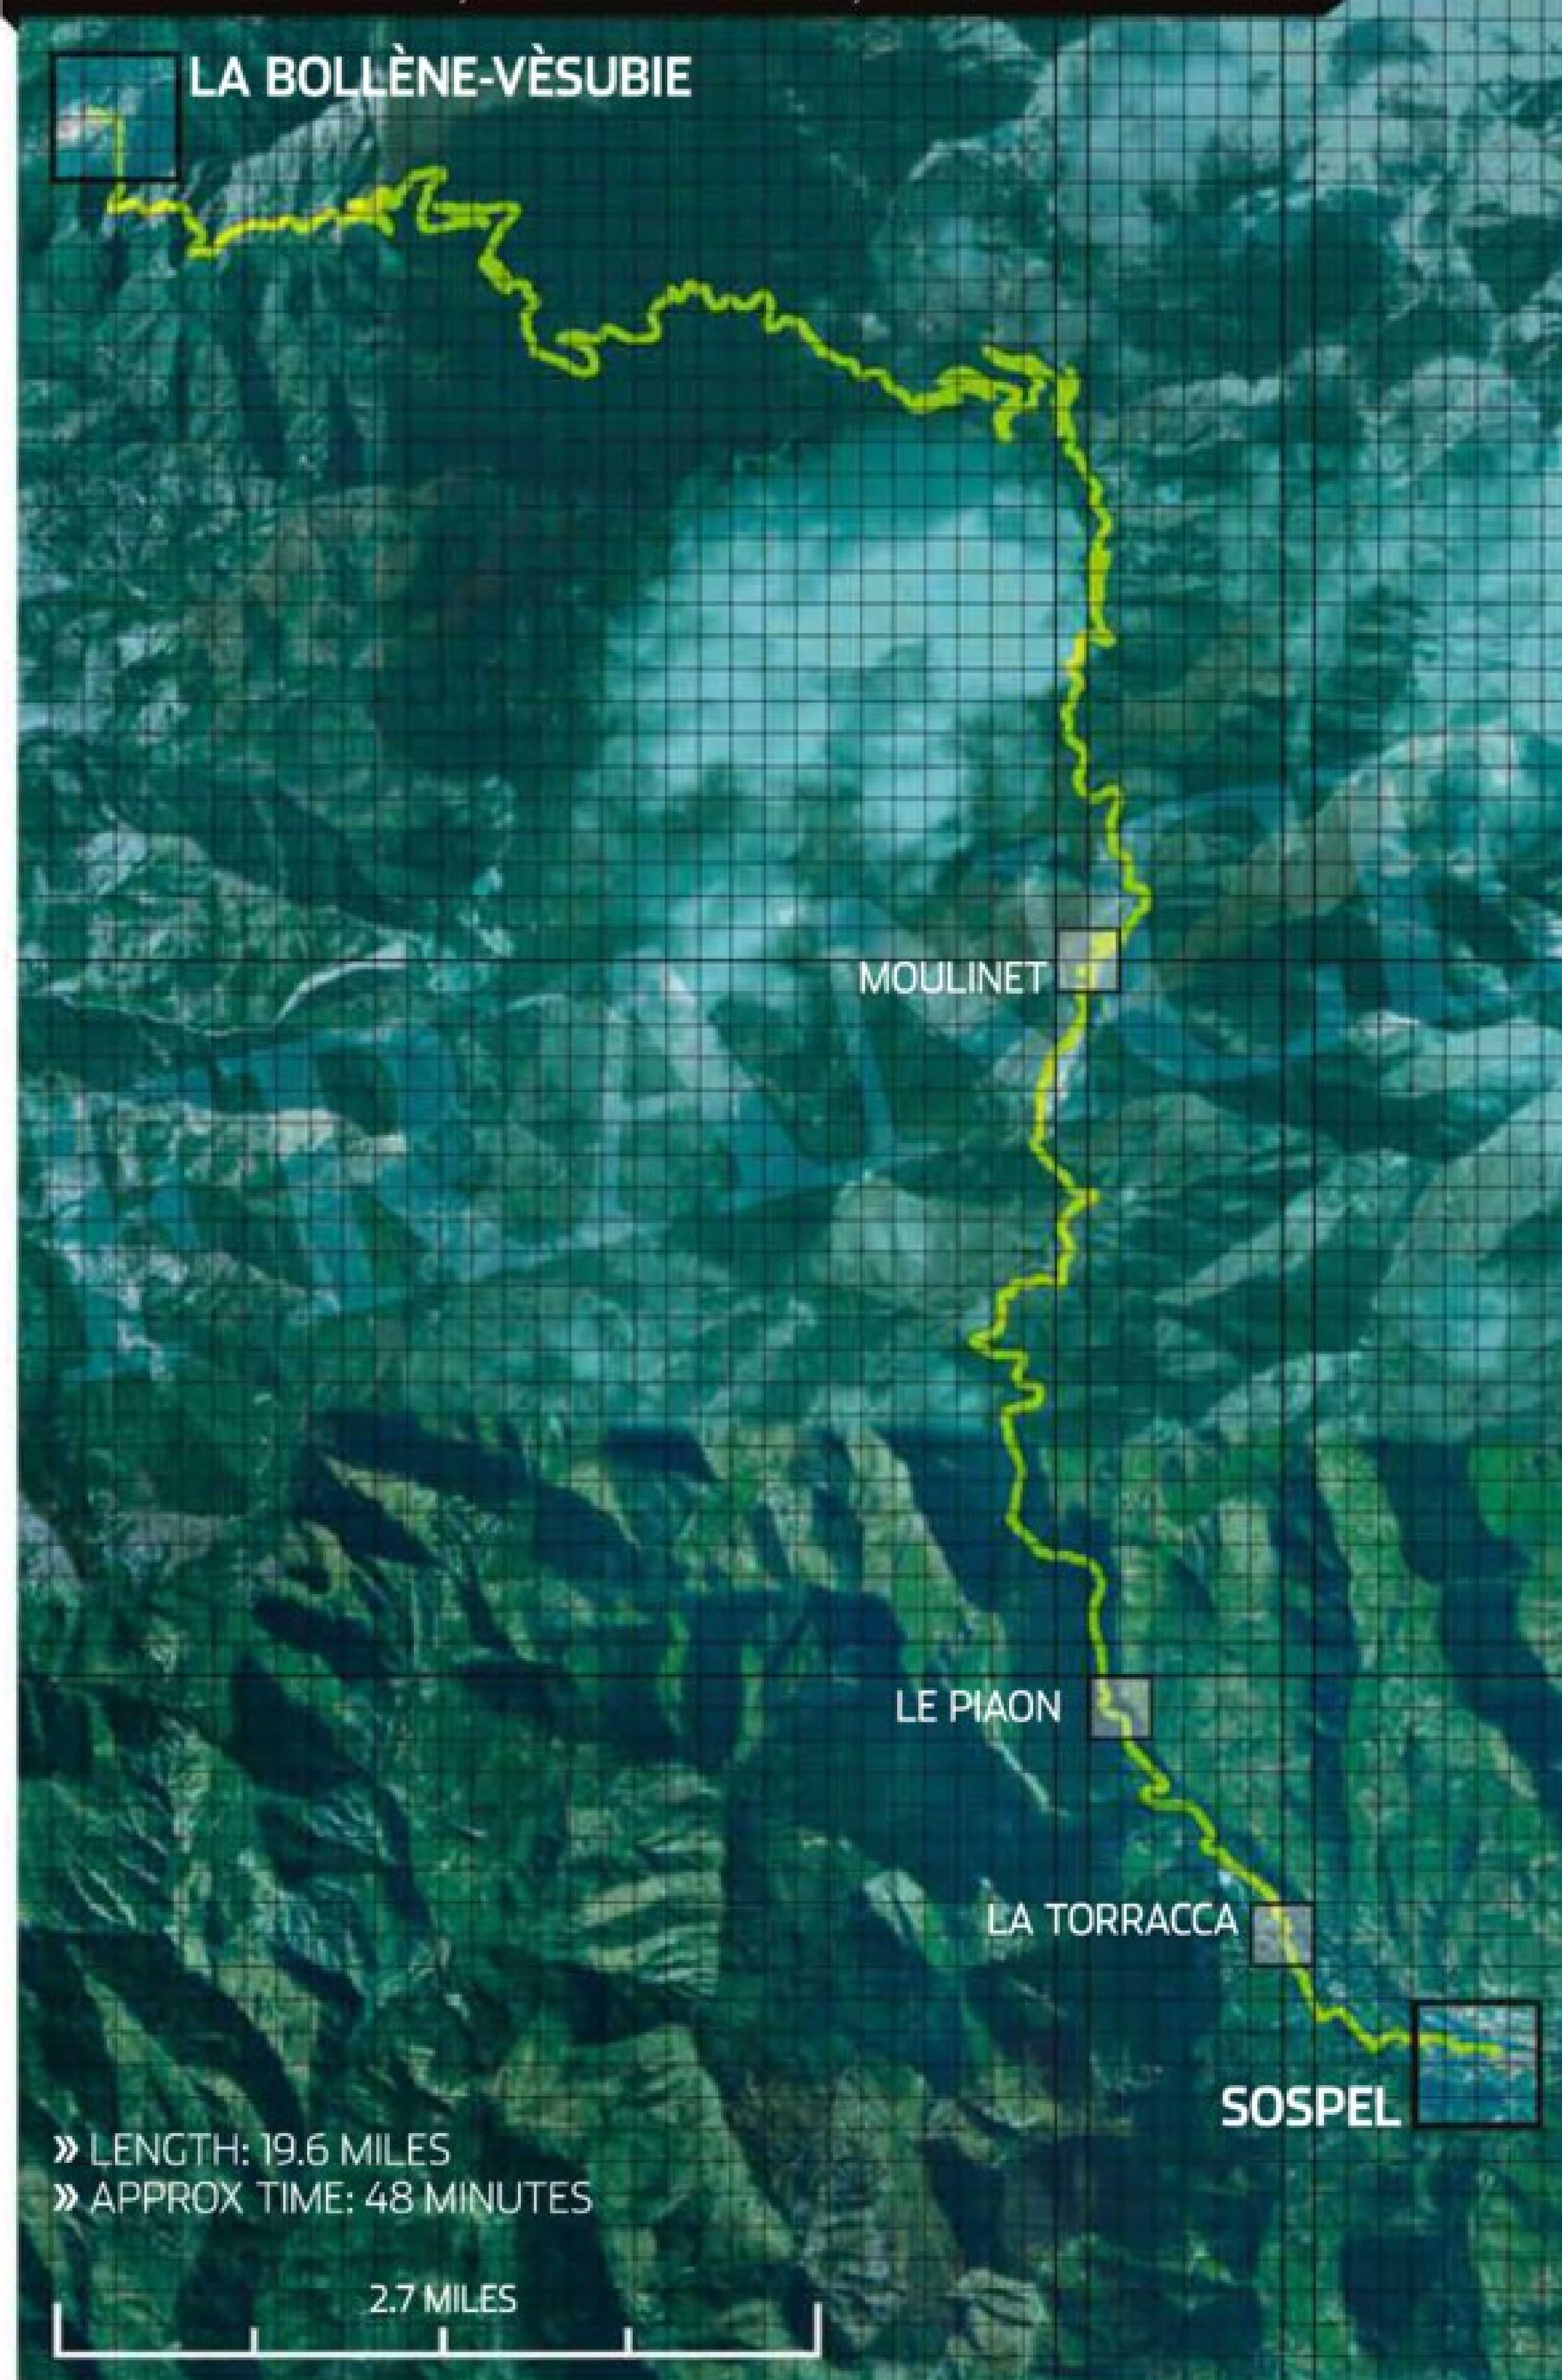 LA BOLLÈNE-VÈSUBIE
MOULINET
LE PIAON
LA TORRACCA
SOSPEL
» LENGTH: 19.6 MILES
» APPROX TIME: 48 MINUTES
2.7 MILES